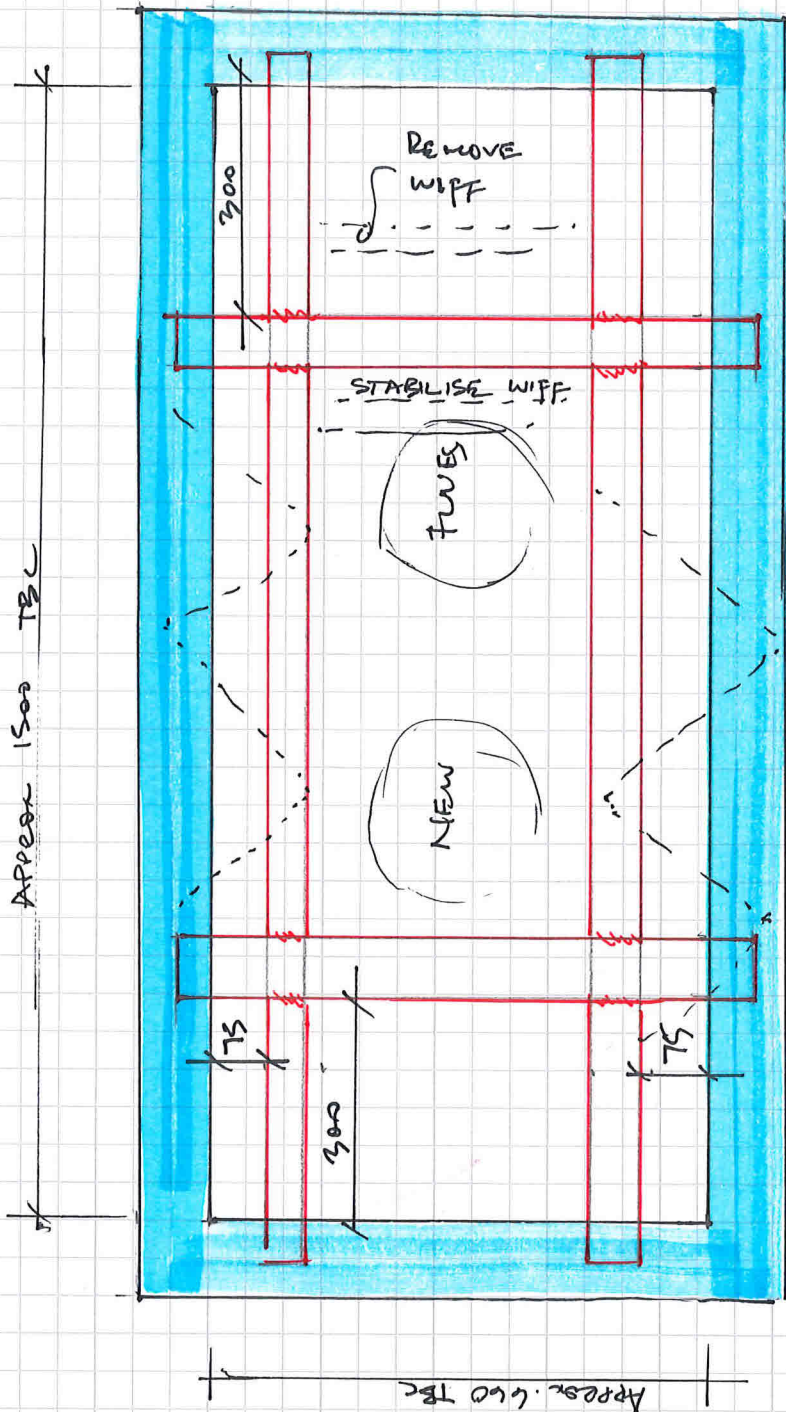 REMOVE
WIFF
300
STABILISE WIFF
FLUES
APPROX 1500 TBC
NEW
75
75
300
APPROX. 660 TBC